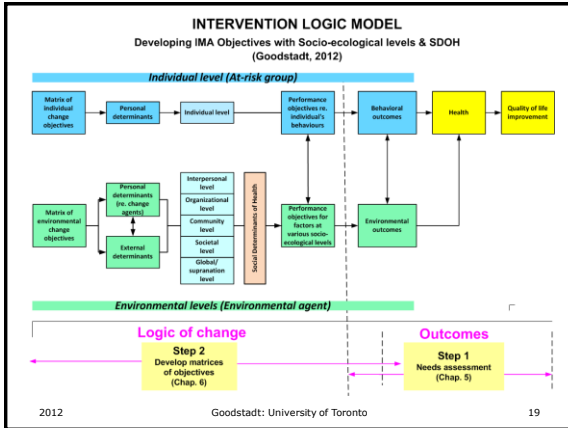 INTERVENTION LOGIC MODEL
Developing IMA Objectives with Socio-ecological levels & SDOH
(Goodstadt, 2012)
Individual level (At-risk group)
Matrix of
individual
change
objectives
Personal
determinants
Individual level
Performance
objectives re.
individual's
behaviours
Behavioral
outcomes
Health
Quality of life
improvement
Matrix of
environmental
change
objectives
Personal
determinants
(re. change
agents)
External
determinants
Interpersonal
level
Organizational
level
Community
level
Societal
level
Global/
supranation
level
Social Determinants of Health
Performance
objectives for
factors at
various socio-
ecological levels
Environmental
outcomes
Environmental levels (Environmental agent)
Logic of change
Outcomes
Step 2
Develop matrices
of objectives
(Chap. 6)
Step 1
Needs assessment
(Chap. 5)
2012
Goodstadt: University of Toronto
19